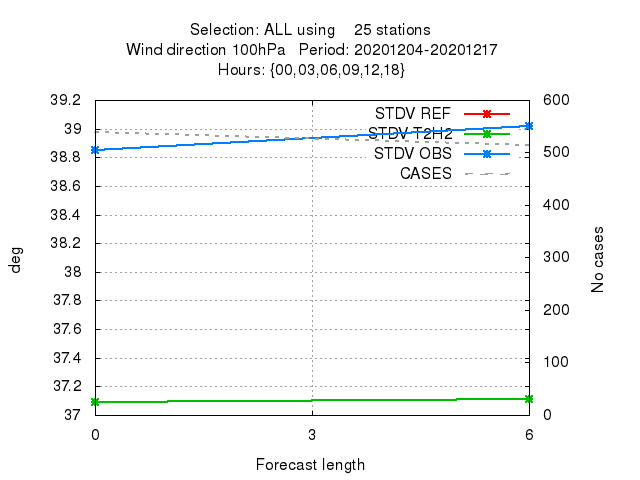 Selection: ALL using    25 stations
Wind direction 100hPa   Period: 20201204-20201217
Hours: {00,03,06,09,12,18}
39.2
39
38.8
38.6
38.4
38.2
38
37.8
37.6
37.4
37.2
37
deg
STDV REF
STDV T2H2
STDV OBS
CASES
600
500
400
300
200
100
0
No cases
0
3
6
Forecast length